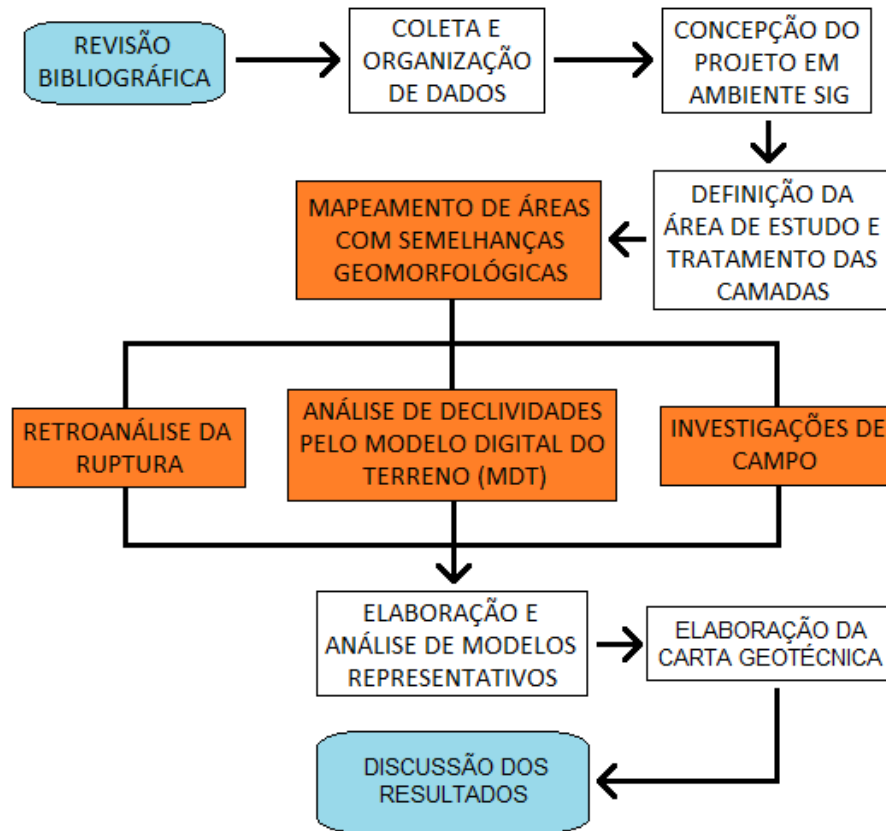 REVISÃO
BIBLIOGRÁFICA
COLETA E
ORGANIZAÇÃO
DE DADOS
CONCEPÇÃO DO
PROJETO EM
AMBIENTE SIG
DEFINIÇÃO DA
ÁREA DE ESTUDO E
TRATAMENTO DAS
CAMADAS
MAPEAMENTO DE ÁREAS
COM SEMELHANÇAS
GEOMORFOLÓGICAS
RETROANÁLISE DA
RUPTURA
ANÁLISE DE DECLIVIDADES
PELO MODELO DIGITAL DO
TERRENO (MDT)
INVESTIGAÇÕES DE
CAMPO
ELABORAÇÃO E
ANÁLISE DE MODELOS
REPRESENTATIVOS
ELABORAÇÃO DA
CARTA GEOTÉCNICA
DISCUSSÃO DOS
RESULTADOS